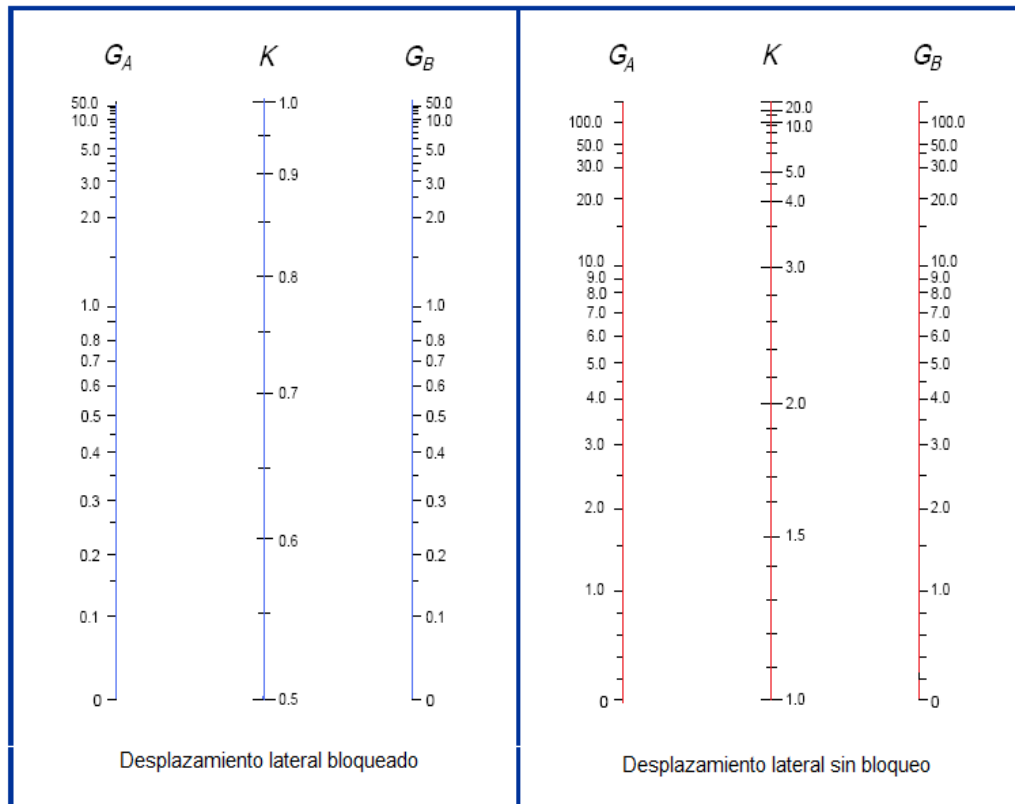 G_A K G_B
50.0 1.0 50.0
10.0 10.0
5.0 5.0
0.9
3.0 3.0
2.0 2.0
0.8
1.0 1.0
0.8 0.8
0.7 0.7
0.6 0.7 0.6
0.5 0.5
0.4 0.4
0.3 0.3
0.6
0.2 0.2
0.1 0.1
0 0.5 0
Desplazamiento lateral bloqueado
G_A K G_B
20.0
100.0 10.0 100.0
50.0 50.0
30.0 5.0 30.0
20.0 4.0 20.0
10.0 3.0 10.0
9.0 9.0
8.0 8.0
7.0 7.0
6.0 6.0
5.0 5.0
4.0 2.0 4.0
3.0 3.0
2.0 2.0
1.5
1.0 1.0
0 1.0 0
Desplazamiento lateral sin bloqueo